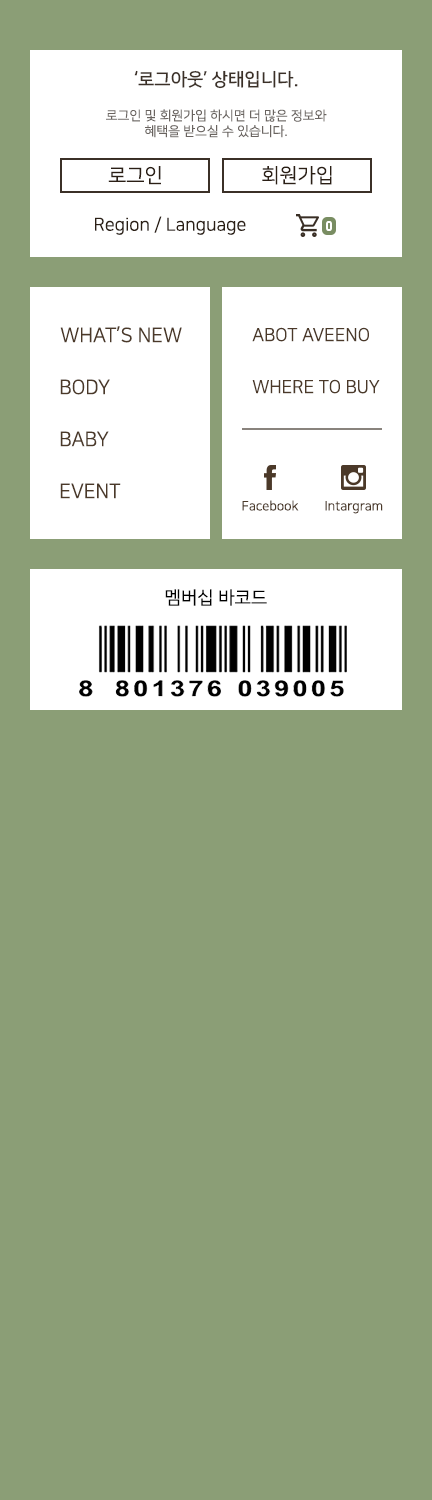 ‘로그아웃’ 상태입니다.
로그인 및 회원가입 하시면 더 많은 정보와
혜택을 받으실 수 있습니다.
로그인
회원가입
Region / Language
0
WHAT’S NEW
BODY
BABY
EVENT
ABOT AVEENO
WHERE TO BUY
Facebook
Intargram
멤버십 바코드
8 801376 039005